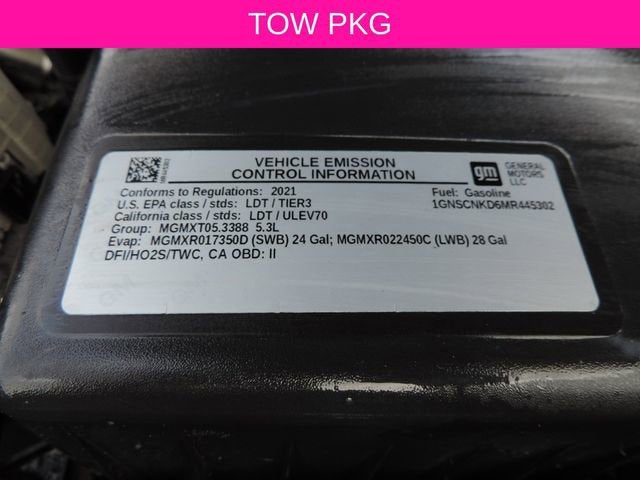 TOW PKG
VEHICLE EMISSION
CONTROL INFORMATION
gm
GENERAL
MOTORS
LLC
Conforms to Regulations: 2021
Fuel: Gasoline
U.S. EPA class / stds: LDT / TIER3
1GNSCNKD6MR445302
California class / stds: LDT / ULEV70
Group: MGMXT05.3388 5.3L
Evap: MGMXR017350D (SWB) 24 Gal; MGMXR022450C (LWB) 28 Gal
DFI/HO2S/TWC, CA OBD: II